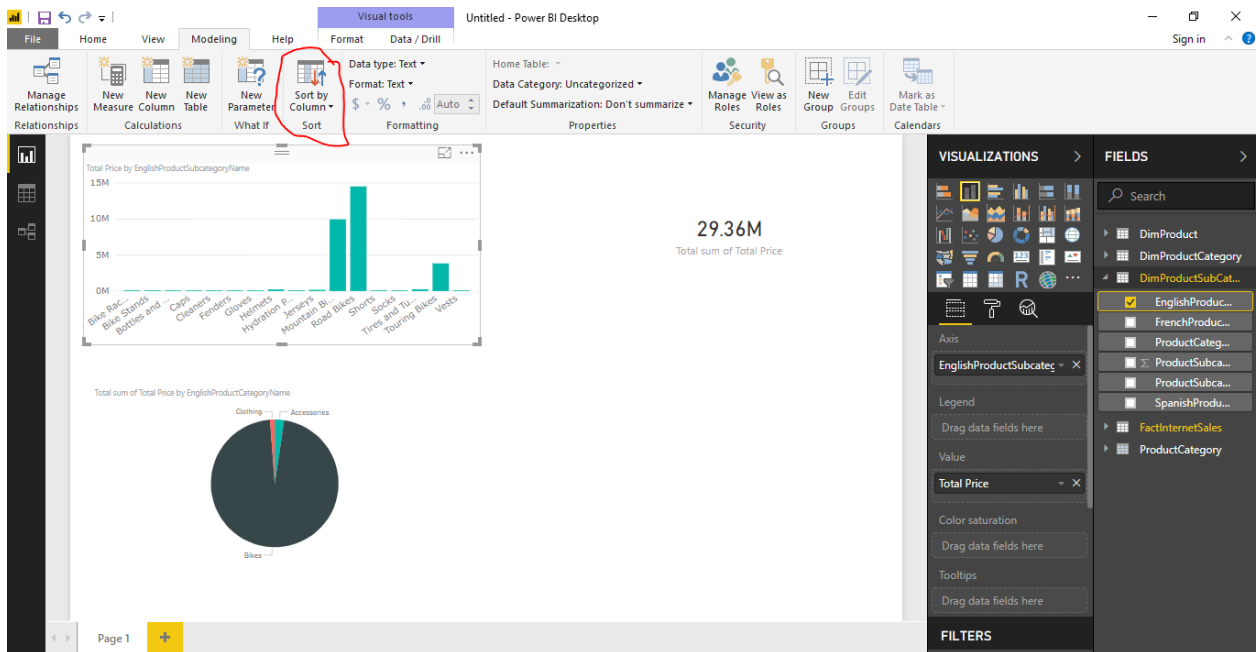 Visual tools
Untitled - Power BI Desktop
File
Home
View
Modeling
Help
Format
Data / Drill
Sign in
?
Manage
Relationships
New
Measure
New
Column
New
Table
New
Parameter
Sort by
Column
Data type: Text
Format: Text
$ % , .00 Auto
Home Table:
Data Category: Uncategorized
Default Summarization: Don't summarize
Manage
Roles
View as
Roles
New
Group
Edit
Groups
Mark as
Date Table
Relationships
Calculations
What If
Sort
Formatting
Properties
Security
Groups
Calendars
Total Price by EnglishProductSubcategoryName
15M
10M
5M
0M
Bike Rac...
Bike Stands
Bottles and ...
Caps
Cleaners
Fenders
Gloves
Helmets
Hydration P...
Jerseys
Mountain Bi...
Road Bikes
Shorts
Socks
Tires and Tu...
Touring Bikes
Vests
29.36M
Total sum of Total Price
Total sum of Total Price by EnglishProductCategoryName
Clothing
Accessories
Bikes
Page 1
+
VISUALIZATIONS
123
R
...
Axis
EnglishProductSubcateg
Legend
Drag data fields here
Value
Total Price
Color saturation
Drag data fields here
Tooltips
Drag data fields here
FILTERS
FIELDS
Search
DimProduct
DimProductCategory
DimProductSubCat...
EnglishProduc...
FrenchProduc...
ProductCateg...
Σ ProductSubca...
ProductSubca...
SpanishProdu...
FactInternetSales
ProductCategory